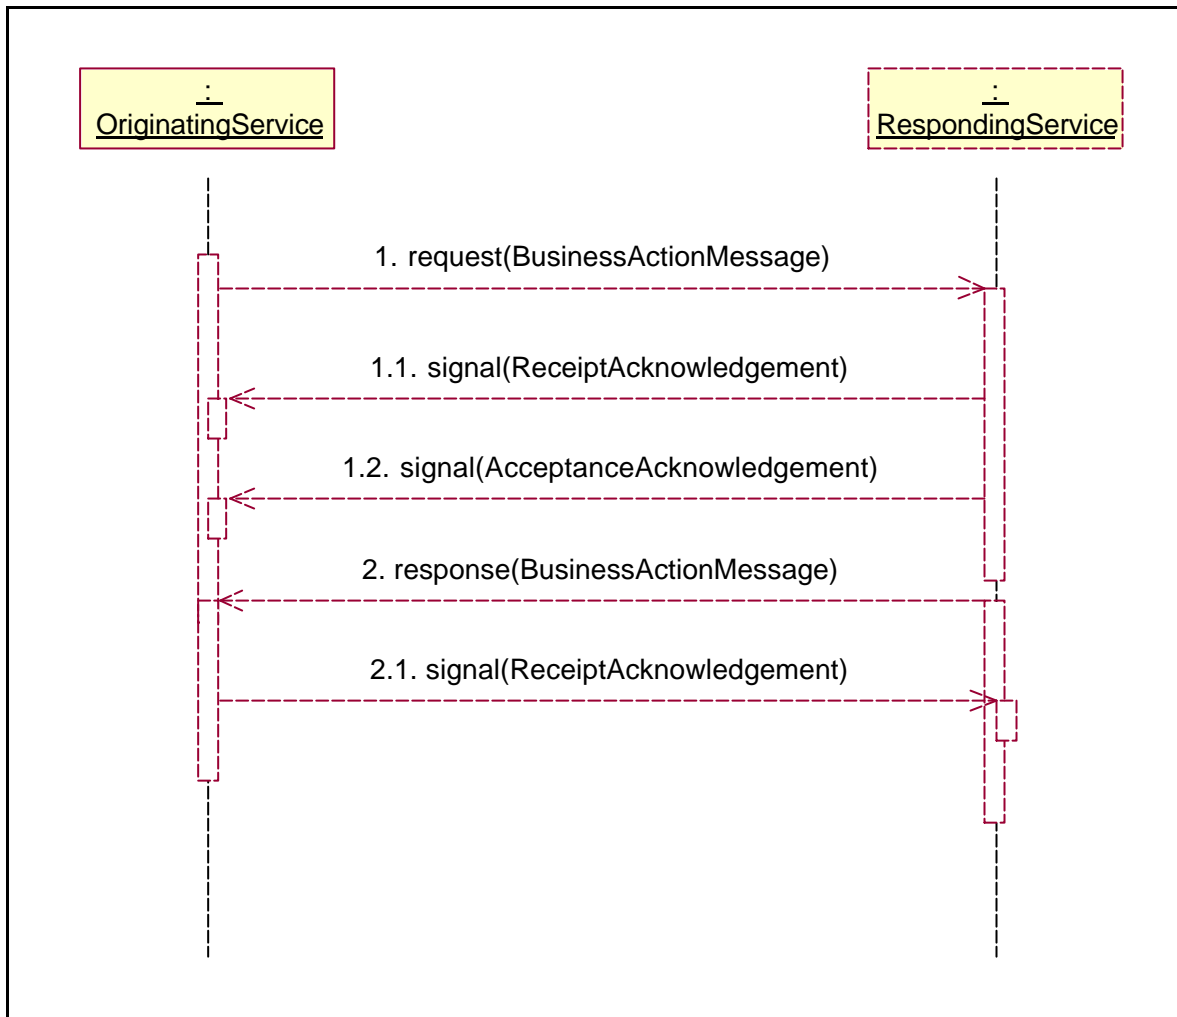 :
OriginatingService
:
RespondingService
1. request(BusinessActionMessage)
1.1. signal(ReceiptAcknowledgement)
1.2. signal(AcceptanceAcknowledgement)
2. response(BusinessActionMessage)
2.1. signal(ReceiptAcknowledgement)